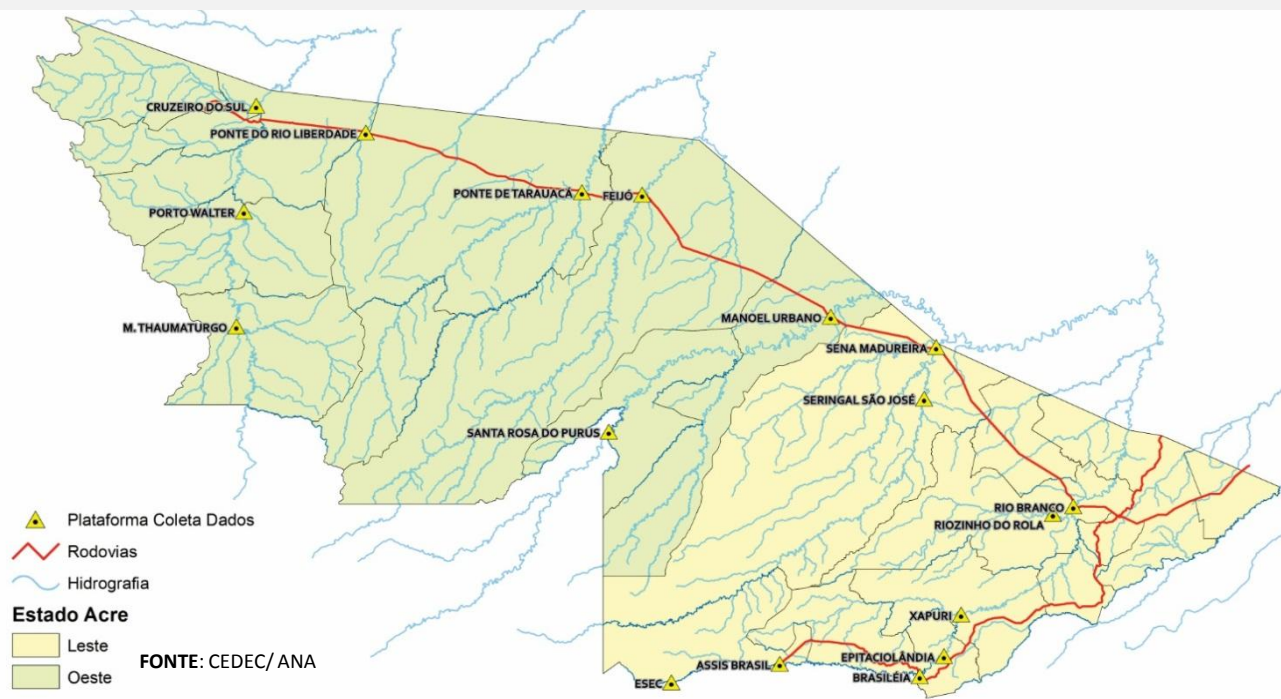 CRUZEIRO DO SUL
PONTE DO RIO LIBERDADE
PONTE DE TARAUACÁ
FEIJÓ
PORTO WALTER
M. THAUMATURGO
MANOEL URBANO
SENA MADUREIRA
SERINGAL SÃO JOSÉ
SANTA ROSA DO PURUS
RIO BRANCO
RIOZINHO DO ROLA
XAPURI
EPITACIOLÂNDIA
ASSIS BRASIL
BRASILÉIA
ESEC
Plataforma Coleta Dados
Rodovias
Hidrografia
Estado Acre
Leste
Oeste
FONTE: CEDEC/ ANA